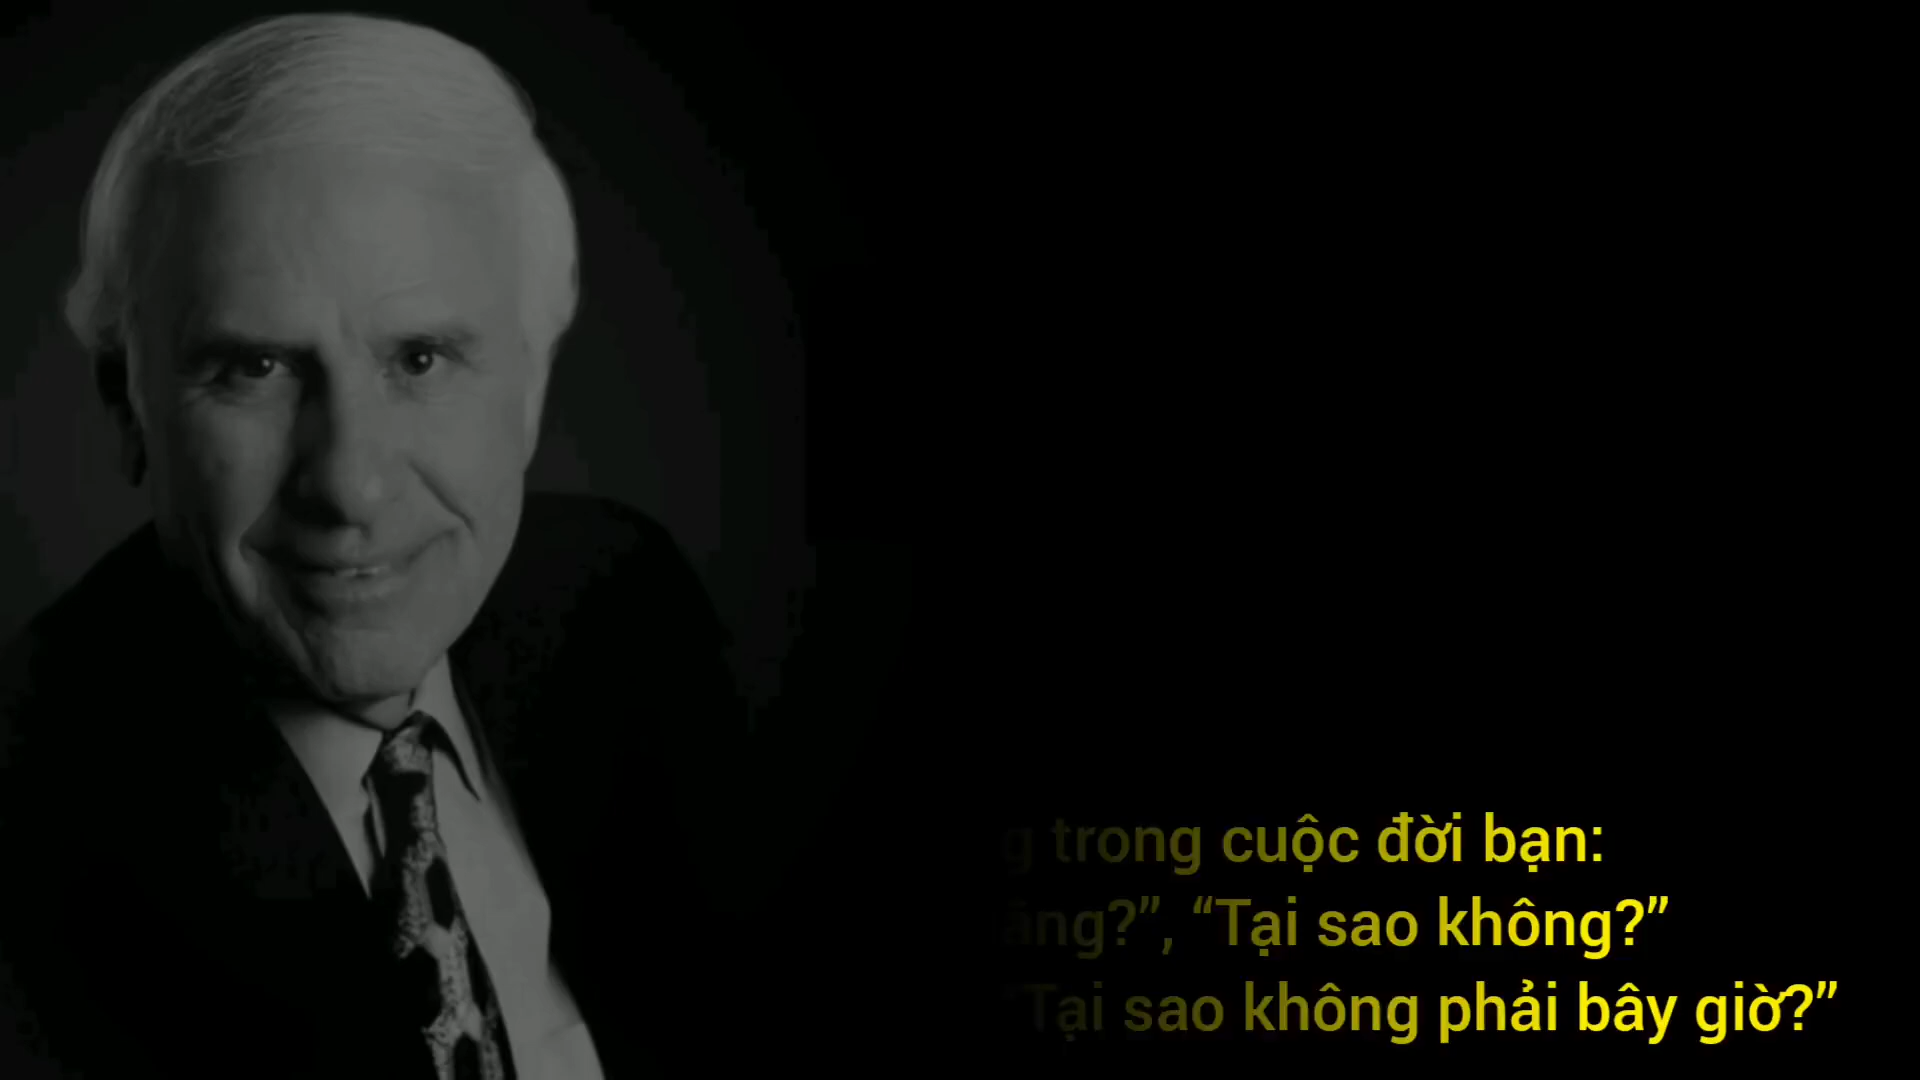 trong cuộc đời bạn:
“Tại sao không?”
“Tại sao không phải bây giờ?”